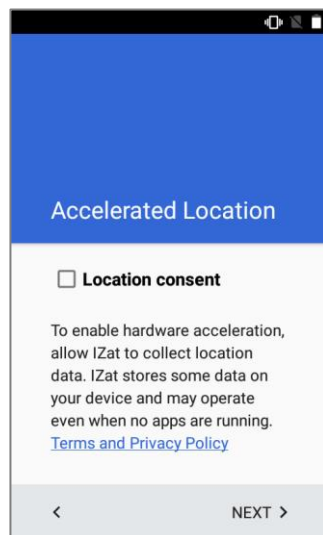 Accelerated Location
Location consent
To enable hardware acceleration,
allow IZat to collect location
data. IZat stores some data on
your device and may operate
even when no apps are running.
Terms and Privacy Policy
NEXT